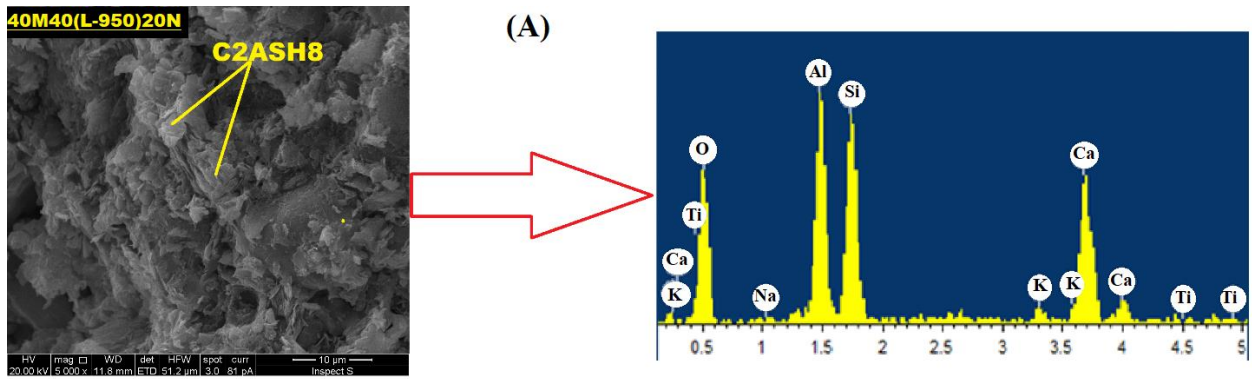 40M40(L-950)20N
C2ASH8
HV mag □ WD det HFW spot curr
20.00 kV 5 000 x 11.8 mm ETD 51.2 µm 3.0 81 pA
10 µm
Inspect S
(A)
Al
Si
O
Ca
Ti
Ca
K
Na
K
K
Ca
Ti
Ti
0.5 1 1.5 2 2.5 3 3.5 4 4.5 5